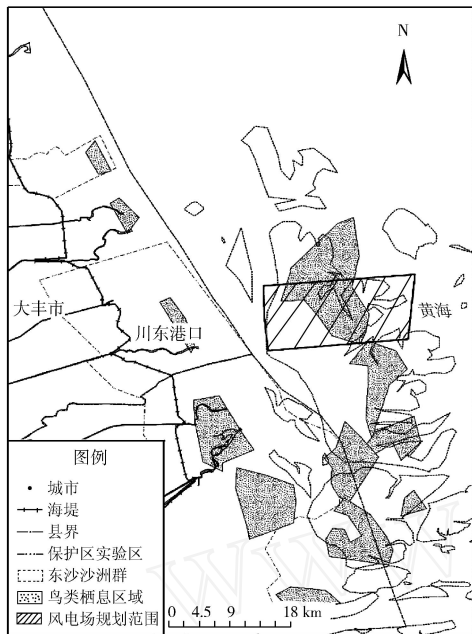 N
大丰市
川东港口
黄海
图例
城市
海堤
县界
保护区实验区
东沙沙洲群
鸟类栖息区域
风电场规划范围
0 4.5 9 18 km
WWW